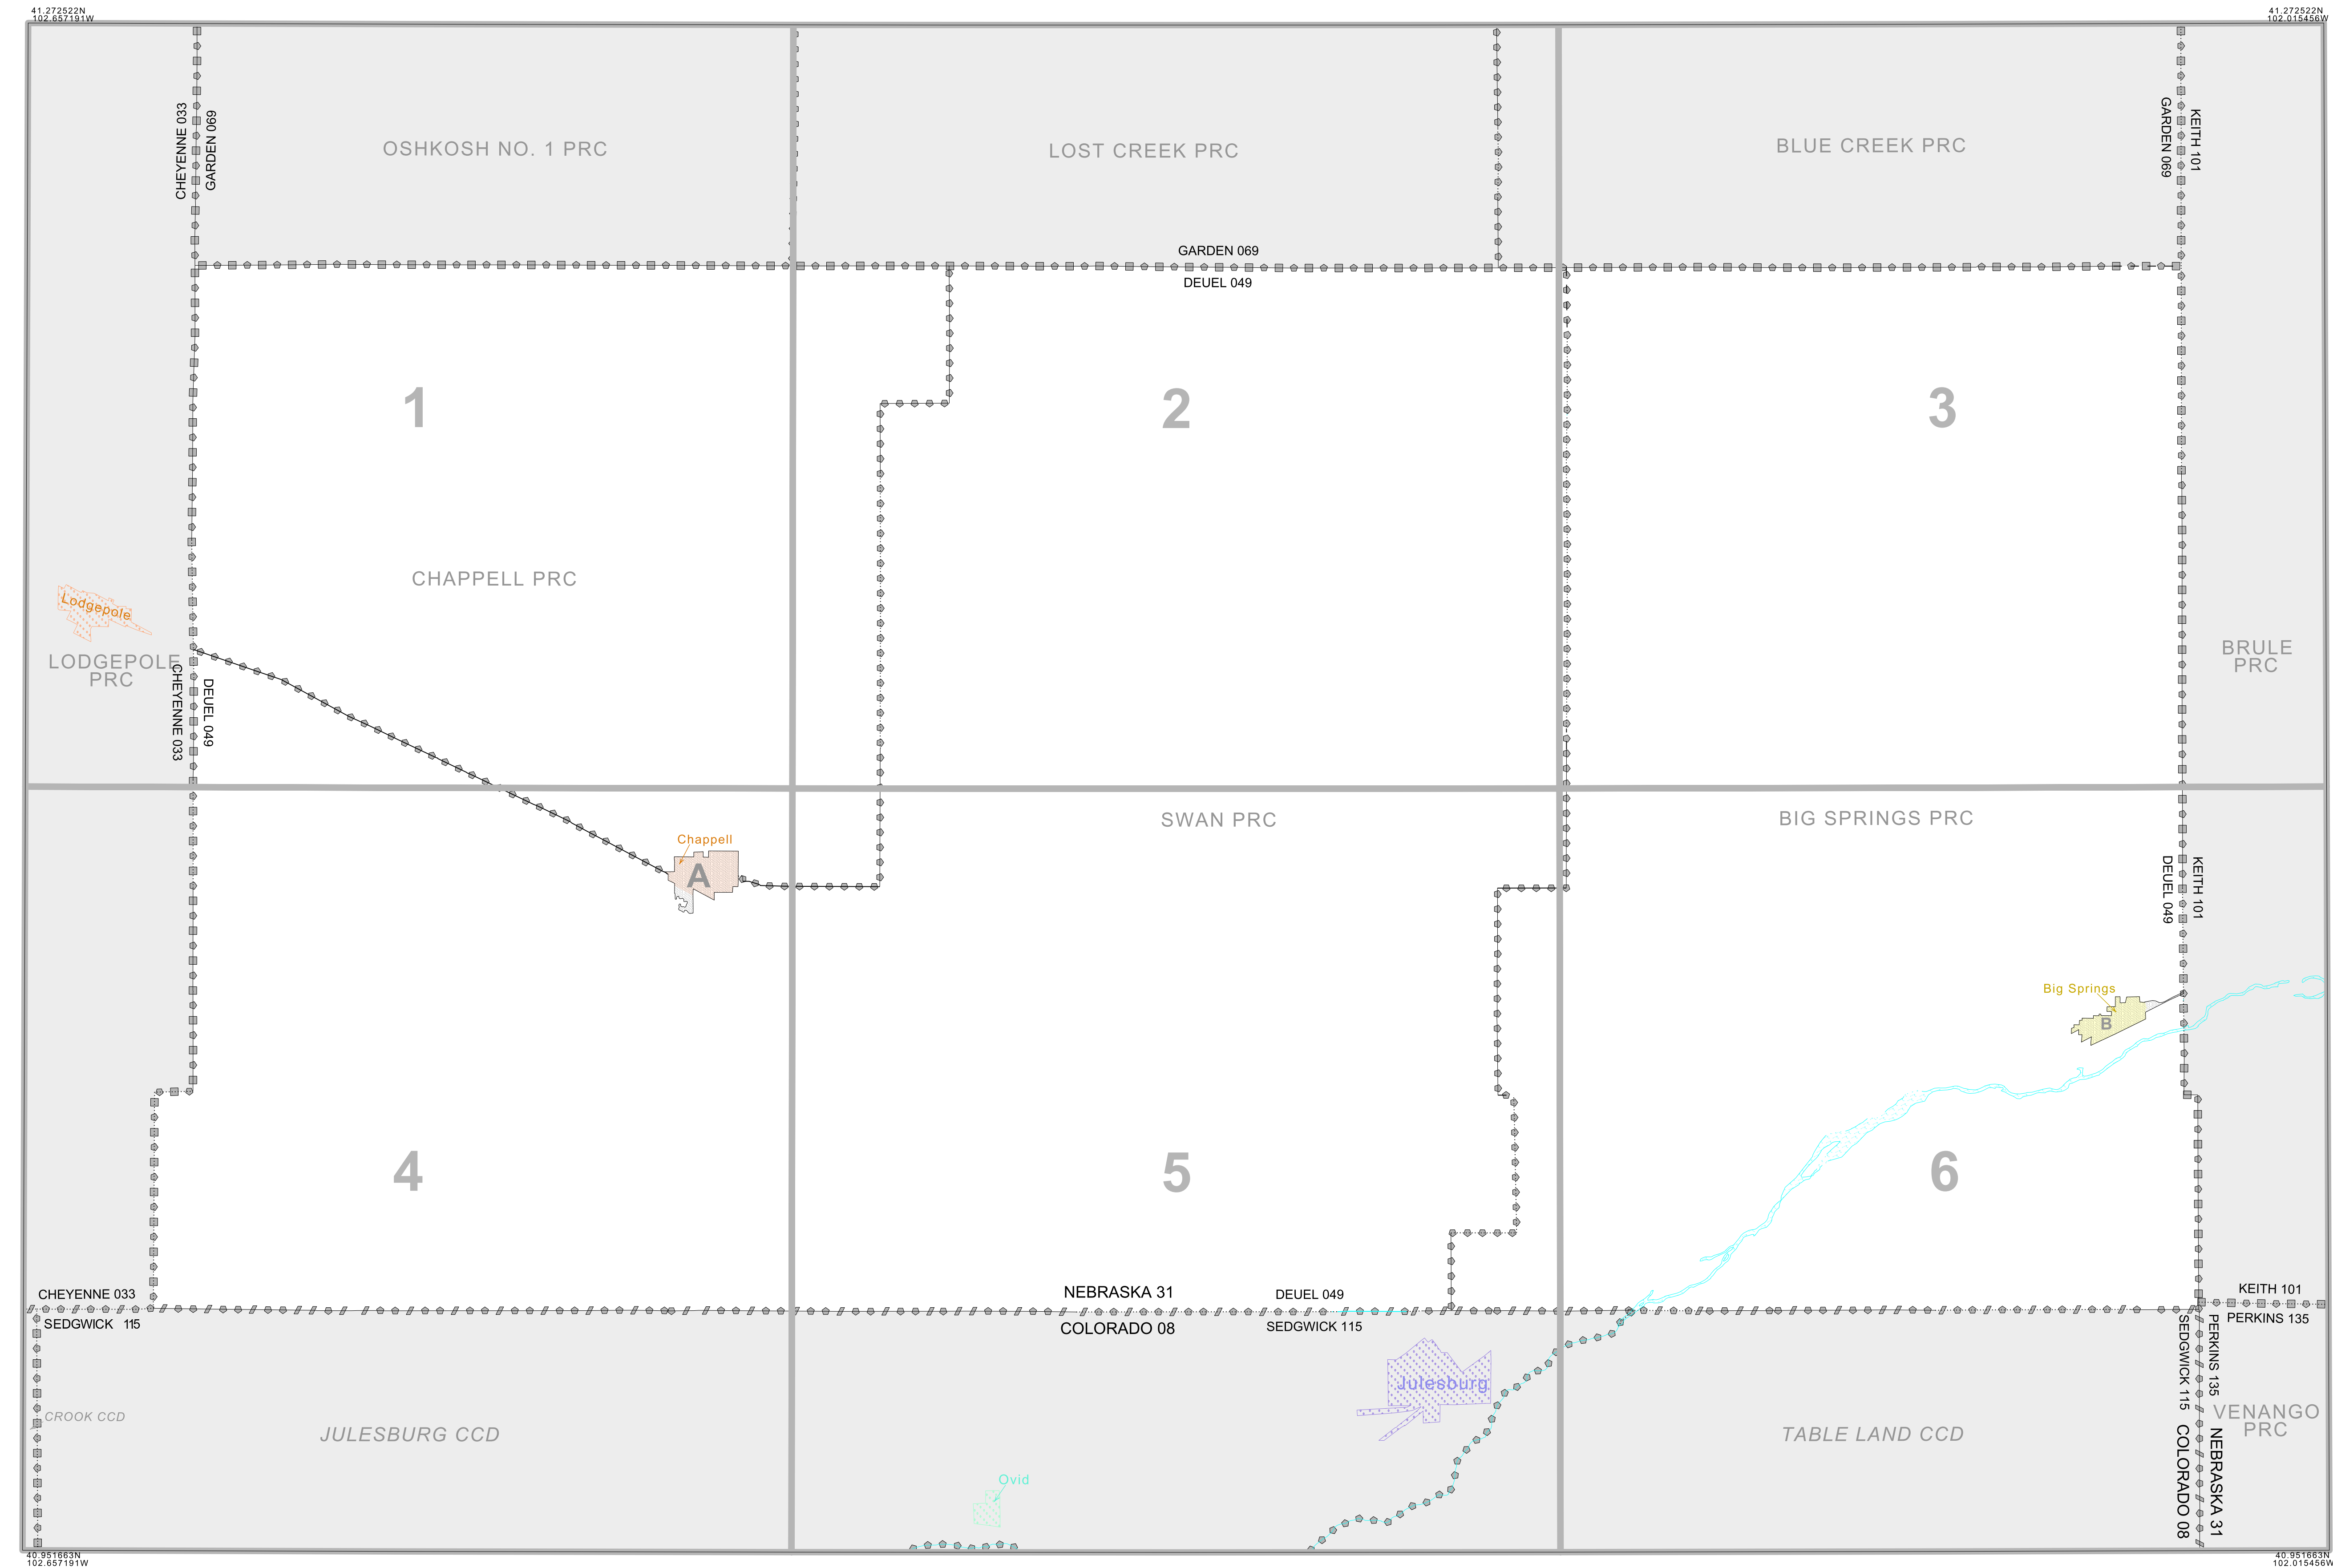 41.272522N
102.657191W
41.272522N
102.015456W
CHEYENNE 033
GARDEN 069
OSHKOSH NO. 1 PRC
LOST CREEK PRC
BLUE CREEK PRC
GARDEN 069
KEITH 101
GARDEN 069
DEUEL 049
1
2
3
CHAPPELL PRC
Lodgepole
LODGEPOLE
PRC
CHEYENNE 033
DEUEL 049
BRULE
PRC
SWAN PRC
BIG SPRINGS PRC
Chappell
A
DEUEL 049
KEITH 101
Big Springs
B
4
5
6
CHEYENNE 033
SEDGWICK 115
NEBRASKA 31
DEUEL 049
COLORADO 08
SEDGWICK 115
KEITH 101
PERKINS 135
SEDGWICK 115
PERKINS 135
Julesburg
CROOK CCD
JULESBURG CCD
TABLE LAND CCD
VENANGO
PRC
COLORADO 08
NEBRASKA 31
Ovid
40.951663N
102.657191W
40.951663N
102.015456W